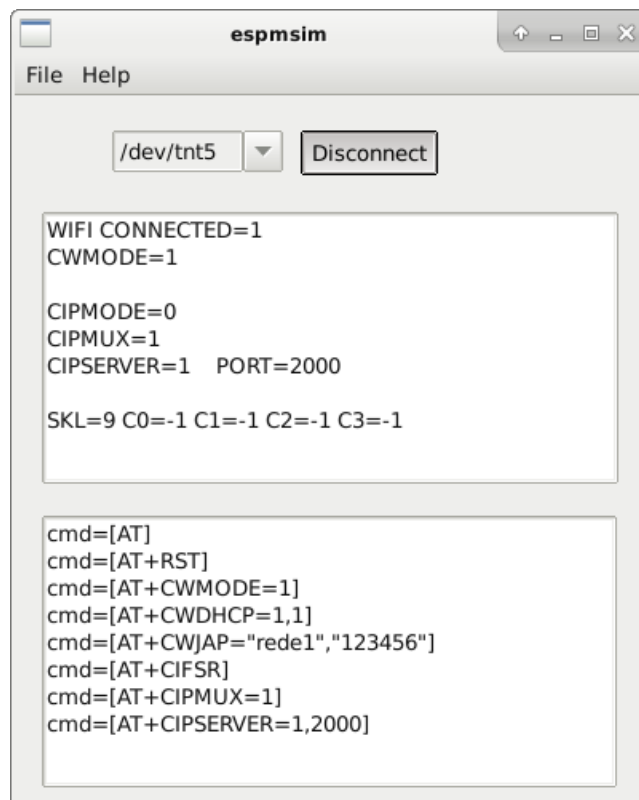 espmsim
File Help
/dev/tnt5 Disconnect
WIFI CONNECTED=1
CWMODE=1
CIPMODE=0
CIPMUX=1
CIPSERVER=1 PORT=2000
SKL=9 C0=-1 C1=-1 C2=-1 C3=-1
cmd=[AT]
cmd=[AT+RST]
cmd=[AT+CWMODE=1]
cmd=[AT+CWDHCP=1,1]
cmd=[AT+CWJAP="rede1","123456"]
cmd=[AT+CIFSR]
cmd=[AT+CIPMUX=1]
cmd=[AT+CIPSERVER=1,2000]